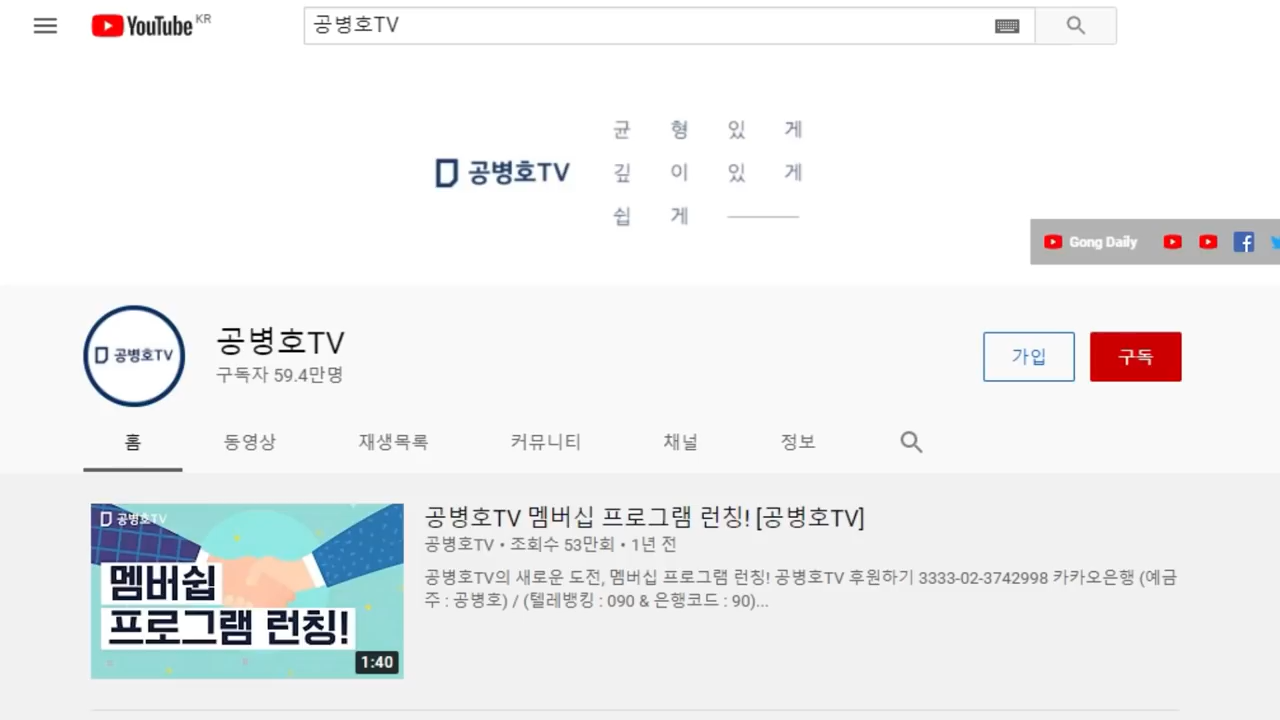 YouTube KR
공병호TV
균형있게
공병호TV
깊이있게
쉽게
Gong Daily
공병호TV
공병호TV
구독자 59.4만명
가입
구독
홈
동영상
재생목록
커뮤니티
채널
정보
공병호TV
멤버쉽
프로그램 런칭!
1:40
공병호TV 멤버십 프로그램 런칭! [공병호TV]
공병호TV • 조회수 53만회 • 1년 전
공병호TV의 새로운 도전, 멤버십 프로그램 런칭! 공병호TV 후원하기 3333-02-3742998 카카오은행 (예금
주 : 공병호) / (텔레뱅킹 : 090 & 은행코드 : 90)...